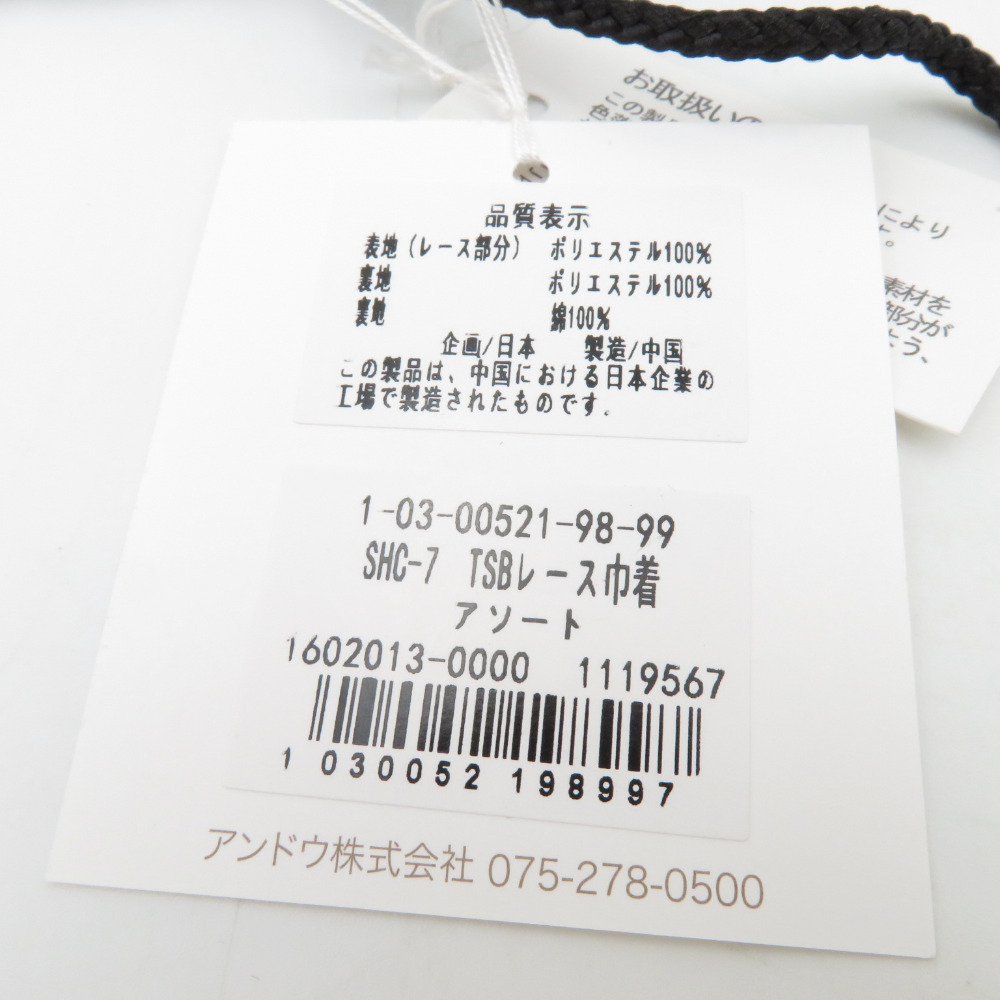 お取扱いの
この製
色落
により
す。
素材を
部分が
よう、
品質表示
表地(レース部分) ポリエステル100%
裏地 ポリエステル100%
裏地 綿100%
企画/日本 製造/中国
この製品は、中国における日本企業の
工場で製造されたものです。
1-03-00521-98-99
SHC-7 TSBレース巾着
アソート
1602013-0000 1119567
1 030052 198997
アンドウ株式会社 075-278-0500